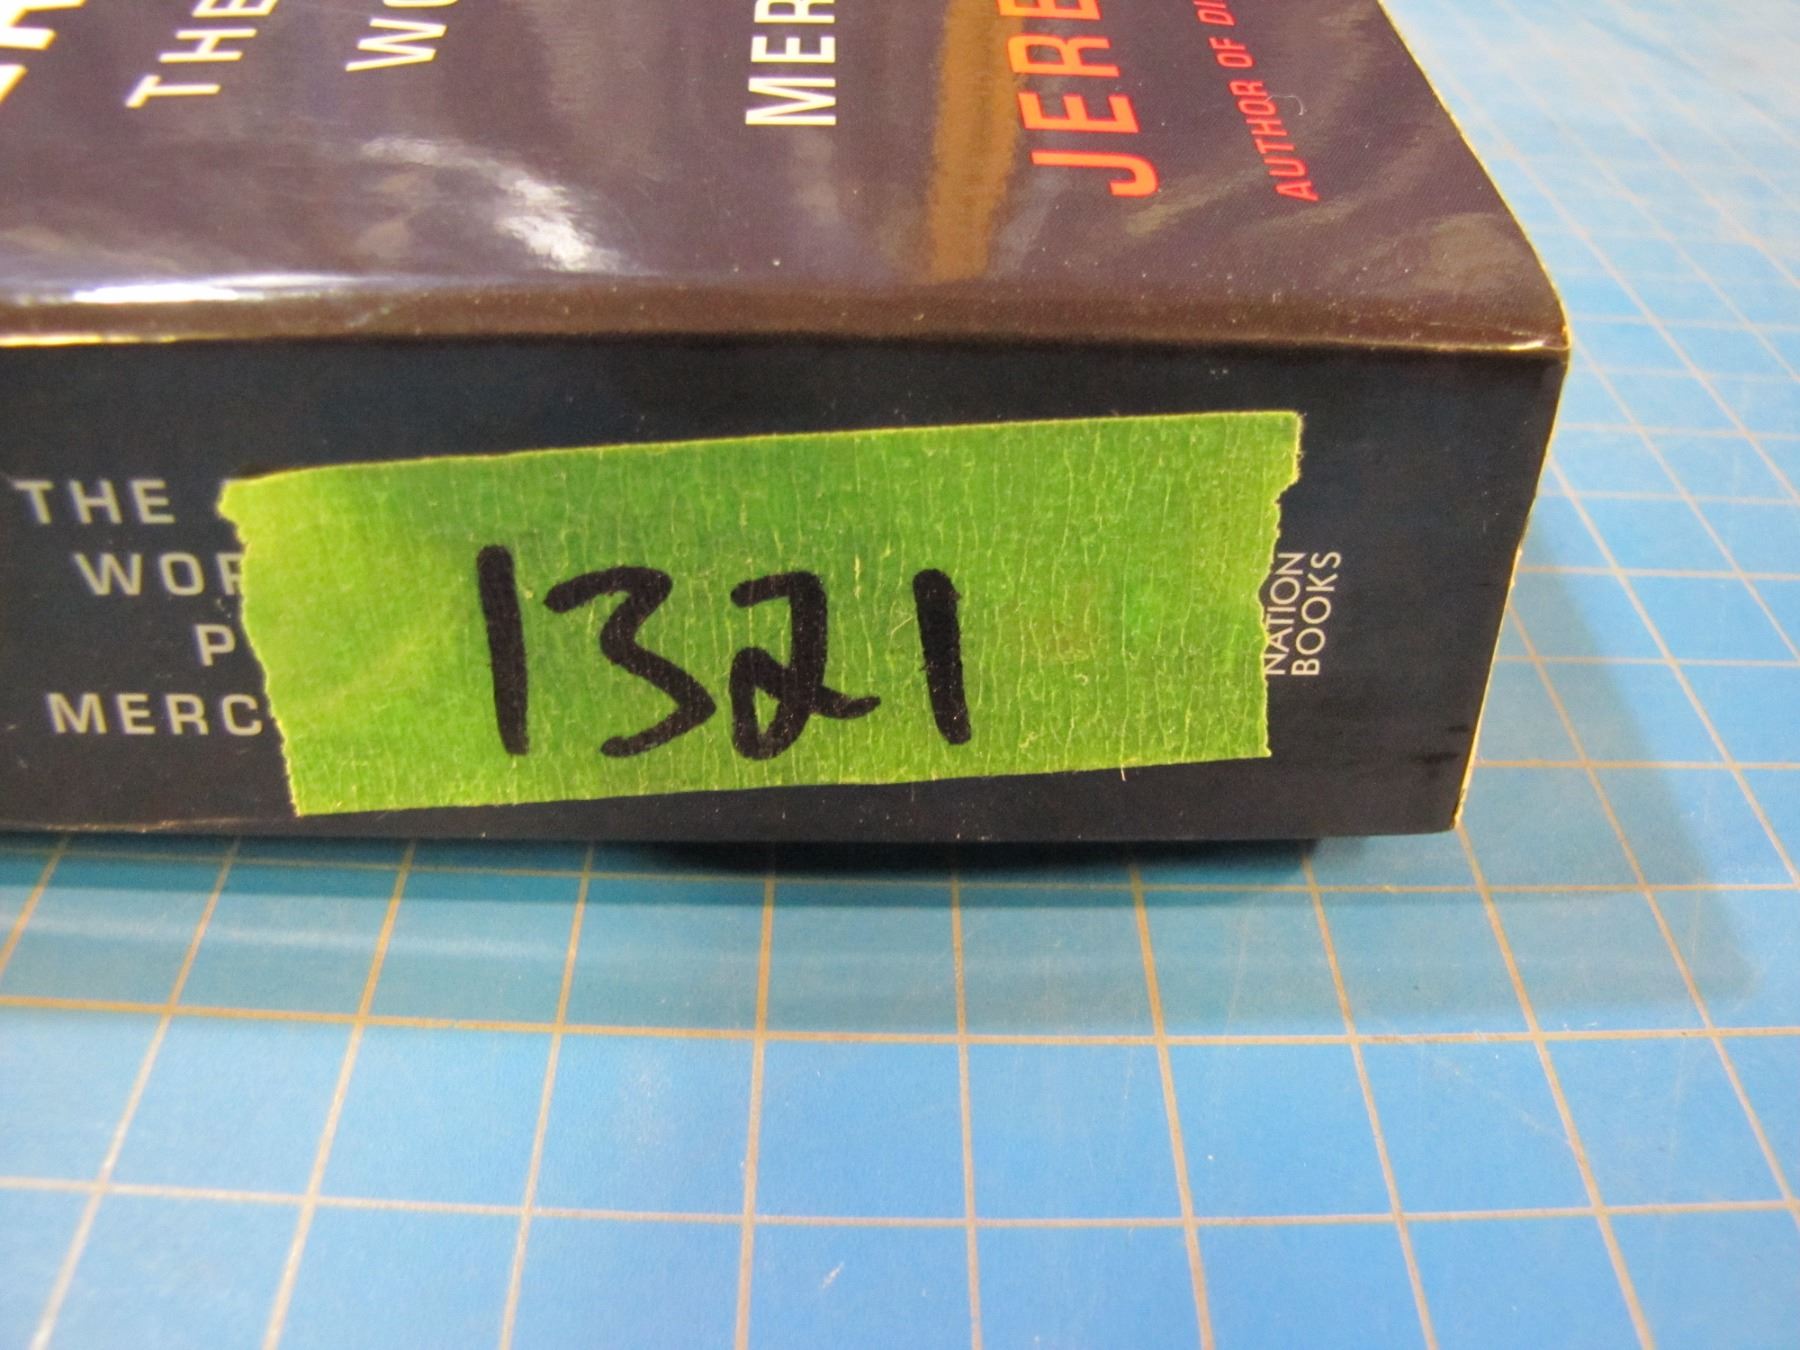 THE
WO
MER
JERE
AUTHOR OF DI
THE
WOR
P
MERC
1321
NATION
BOOKS